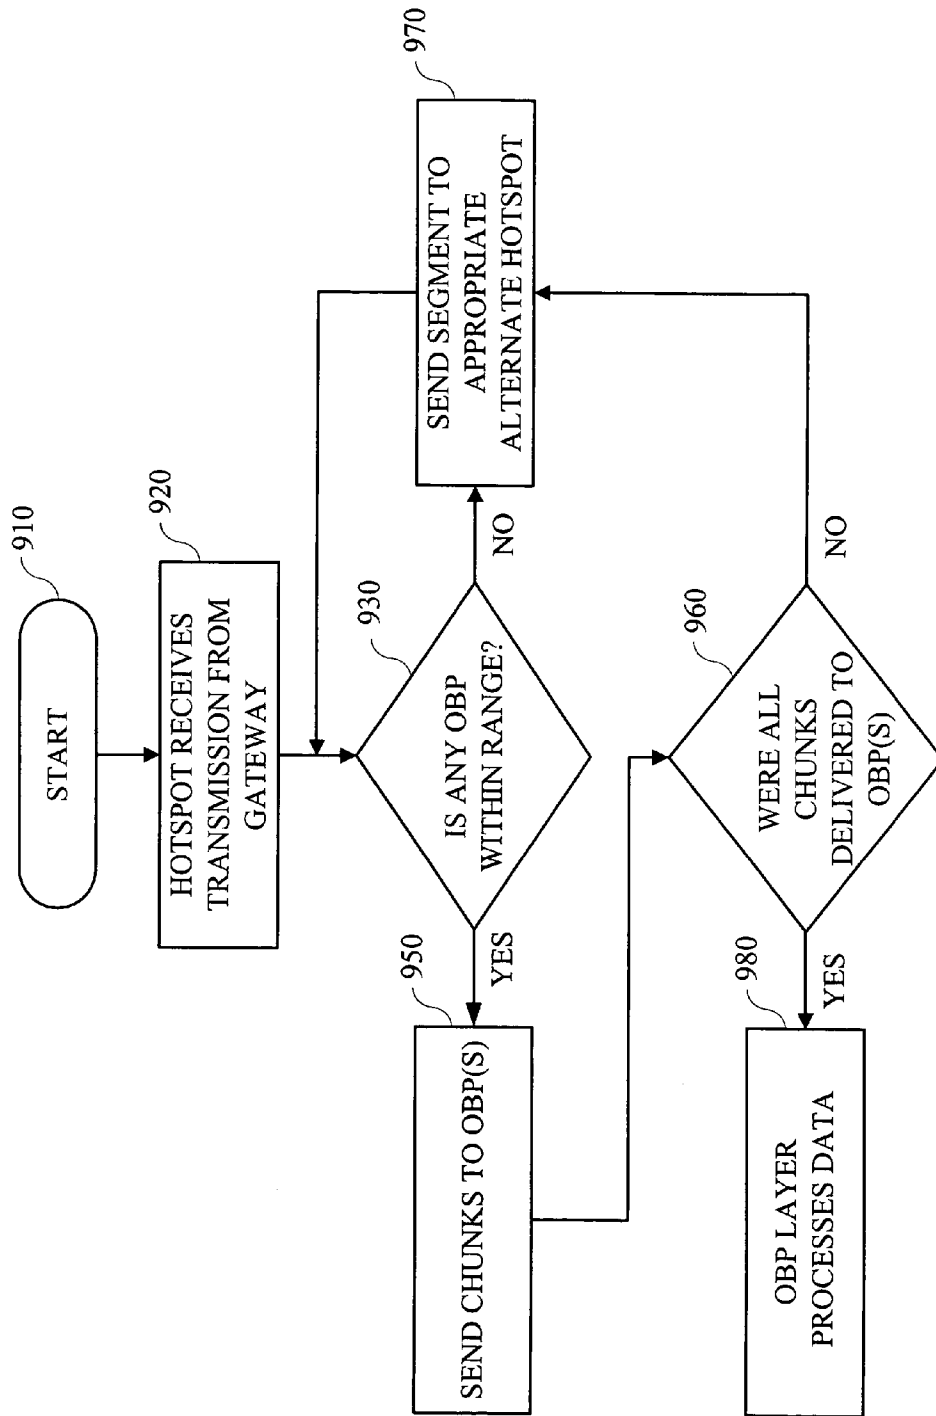 START
910
HOTSPOT RECEIVES
TRANSMISSION FROM
GATEWAY
920
IS ANY OBP
WITHIN RANGE?
930
YES
NO
SEND CHUNKS TO OBP(S)
950
SEND SEGMENT TO
APPROPRIATE
ALTERNATE HOTSPOT
970
WERE ALL
CHUNKS
DELIVERED TO
OBP(S)
960
YES
NO
OBP LAYER
PROCESSES DATA
980